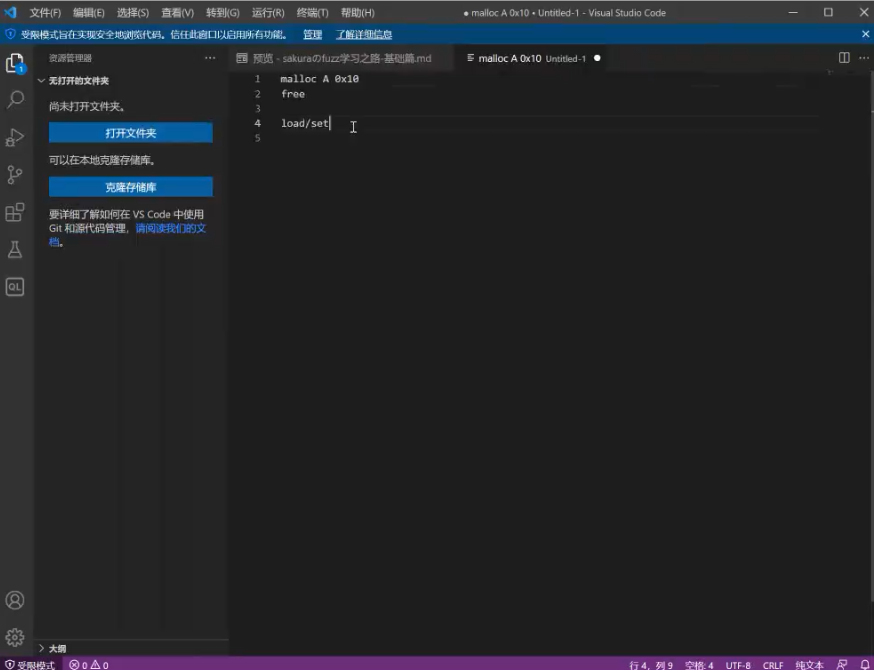 文件(F) 编辑(E) 选择(S) 查看(V) 转到(G) 运行(R) 终端(T) 帮助(H) ● malloc A 0x10 • Untitled-1 - Visual Studio Code
受限模式旨在实现安全地浏览代码。信任此窗口以启用所有功能。 管理 了解详细信息
资源管理器 ··· 预览 - sakuraのfuzz学习之路-基础篇.md malloc A 0x10 Untitled-1 ●
无打开的文件夹
尚未打开文件夹。
打开文件夹
可以在本地克隆存储库。
克隆存储库
要详细了解如何在 VS Code 中使用
Git 和源代码管理，请阅读我们的文
档。
1 malloc A 0x10
2 free
3
4 load/set
5
1
QL
大纲
受限模式 0 0 行 4，列 9 空格: 4 UTF-8 CRLF 纯文本